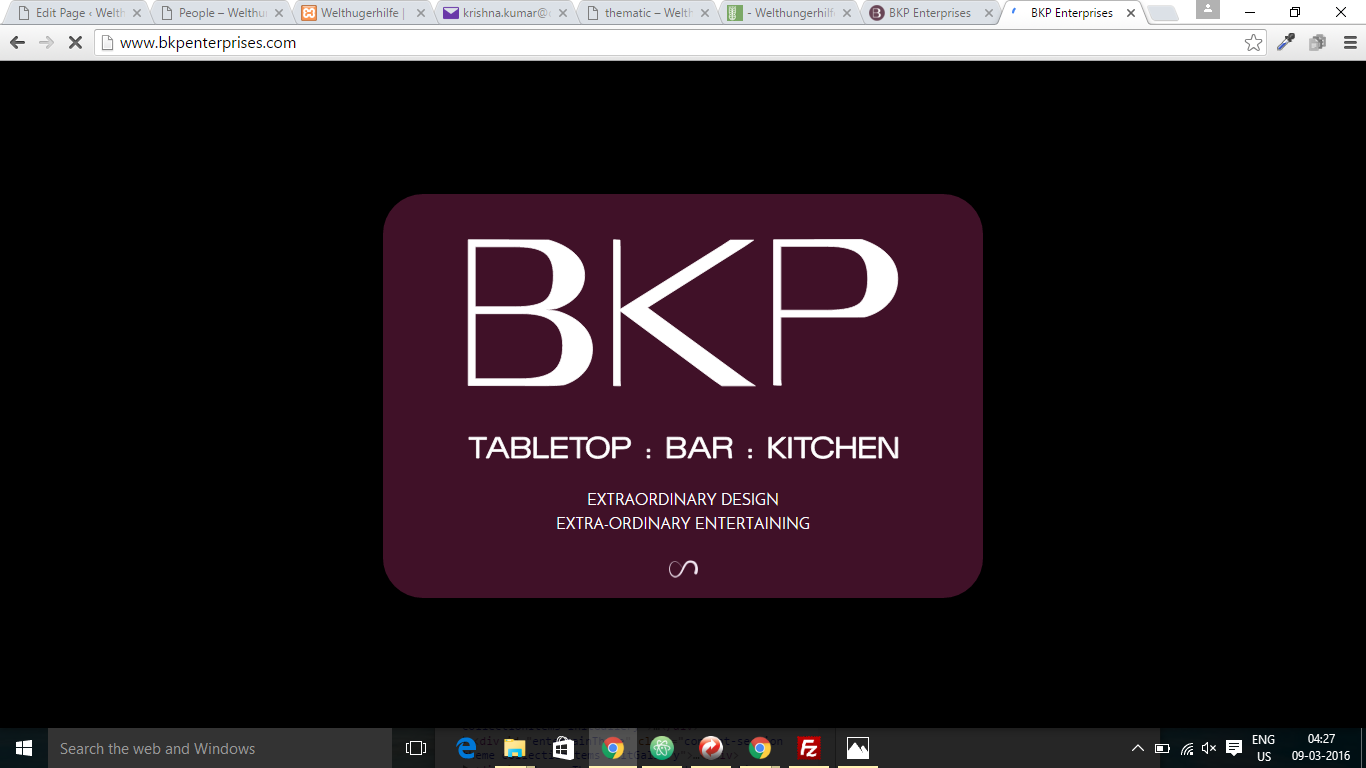 Edit Page ‹ Welth
People – Welthu
Welthugerhilfe |
krishna.kumar@
thematic – Welth
- Welthungerhilf
BKP Enterprises
BKP Enterprises
www.bkpenterprises.com
BKP
TABLETOP : BAR : KITCHEN
EXTRAORDINARY DESIGN
EXTRA-ORDINARY ENTERTAINING
Search the web and Windows
ENG
US
04:27
09-03-2016